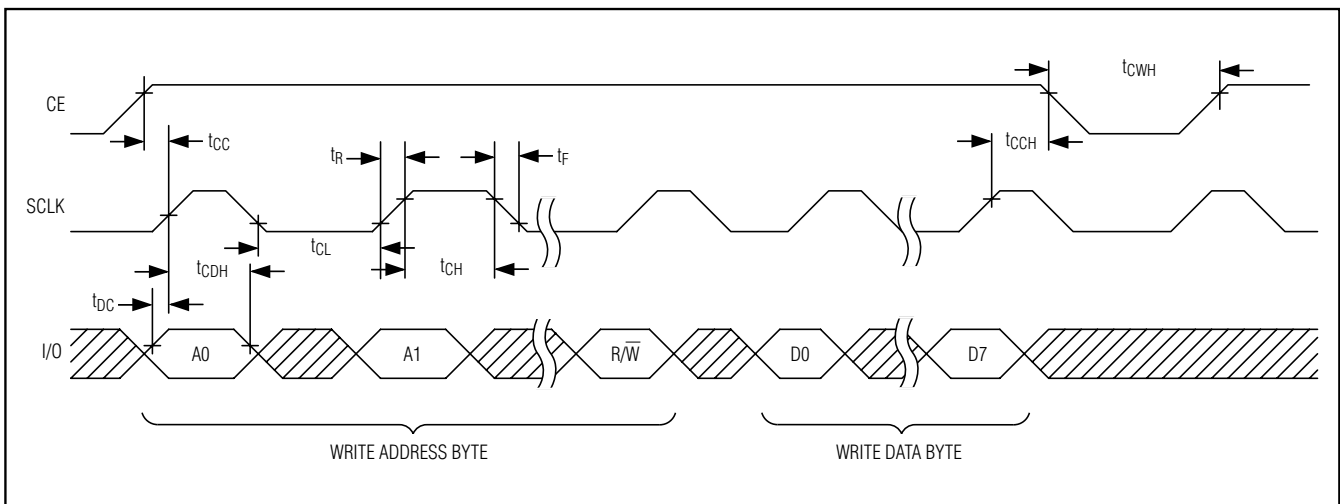 CE
tCWH
tCC
tCCH
tR
tF
SCLK
tCL
tCDH
tCH
tDC
I/O
A0
A1
R/W̅
D0
D7
WRITE ADDRESS BYTE
WRITE DATA BYTE